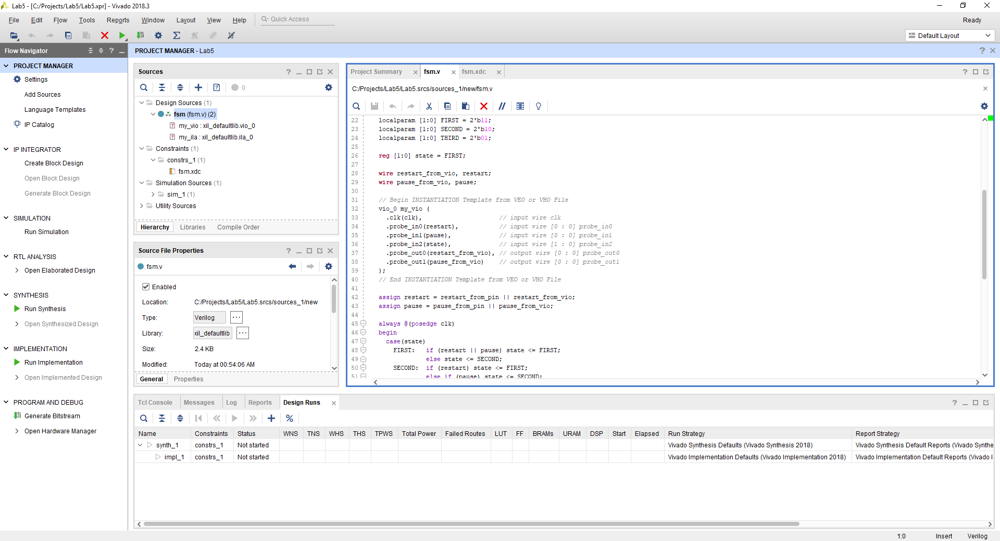 Lab5 - [C:/Projects/Lab5/Lab5.xpr] - Vivado 2018.3
File Edit Flow Tools Reports Window Layout View Help Quick Access Ready
Default Layout
Flow Navigator
PROJECT MANAGER
Settings
Add Sources
Language Templates
IP Catalog
IP INTEGRATOR
Create Block Design
Open Block Design
Generate Block Design
SIMULATION
Run Simulation
RTL ANALYSIS
Open Elaborated Design
SYNTHESIS
Run Synthesis
Open Synthesized Design
IMPLEMENTATION
Run Implementation
Open Implemented Design
PROGRAM AND DEBUG
Generate Bitstream
Open Hardware Manager
PROJECT MANAGER - Lab5
Sources
0
Design Sources (1)
fsm (fsm.v) (2)
my_vio : xil_defaultlib.vio_0
my_ila : xil_defaultlib.ila_0
Constraints (1)
constrs_1 (1)
fsm.xdc
Simulation Sources (1)
sim_1 (1)
Utility Sources
Hierarchy Libraries Compile Order
Source File Properties
fsm.v
Enabled
Location: C:/Projects/Lab5/Lab5.srcs/sources_1/new
Type: Verilog
Library: xil_defaultlib
Size: 2.4 KB
Modified: Today at 00:54:06 AM
General Properties
Project Summary fsm.v fsm.xdc
C:/Projects/Lab5/Lab5.srcs/sources_1/new/fsm.v
22 localparam [1:0] FIRST = 2'b11;
23 localparam [1:0] SECOND = 2'b10;
24 localparam [1:0] THIRD = 2'b01;
25
26 reg [1:0] state = FIRST;
27
28 wire restart_from_vio, restart;
29 wire pause_from_vio, pause;
30
31 // Begin INSTANTIATION Template from VEO or VHO File
32 vio_0 my_vio (
33 .clk(clk), // input wire clk
34 .probe_in0(restart), // input wire [0 : 0] probe_in0
35 .probe_in1(pause), // input wire [0 : 0] probe_in1
36 .probe_in2(state), // input wire [1 : 0] probe_in2
37 .probe_out0(restart_from_vio), // output wire [0 : 0] probe_out0
38 .probe_out1(pause_from_vio) // output wire [0 : 0] probe_out1
39 );
40 // End INSTANTIATION Template from VEO or VHO File
41
42 assign restart = restart_from_pin || restart_from_vio;
43 assign pause = pause_from_pin || pause_from_vio;
44
45 always @(posedge clk)
46 begin
47 case(state)
48 FIRST: if (restart || pause) state <= FIRST;
49 else state <= SECOND;
50 SECOND: if (restart) state <= FIRST;
51 else if (pause) state <= SECOND;
Tcl Console Messages Log Reports Design Runs
Name Constraints Status WNS TNS WHS THS TPWS Total Power Failed Routes LUT FF BRAMs URAM DSP Start Elapsed Run Strategy Report Strategy
synth_1 constrs_1 Not started Vivado Synthesis Defaults (Vivado Synthesis 2018) Vivado Synthesis Default Reports (Vivado Synthe
impl_1 constrs_1 Not started Vivado Implementation Defaults (Vivado Implementation 2018) Vivado Implementation Default Reports (Vivado I
1:0 Insert Verilog